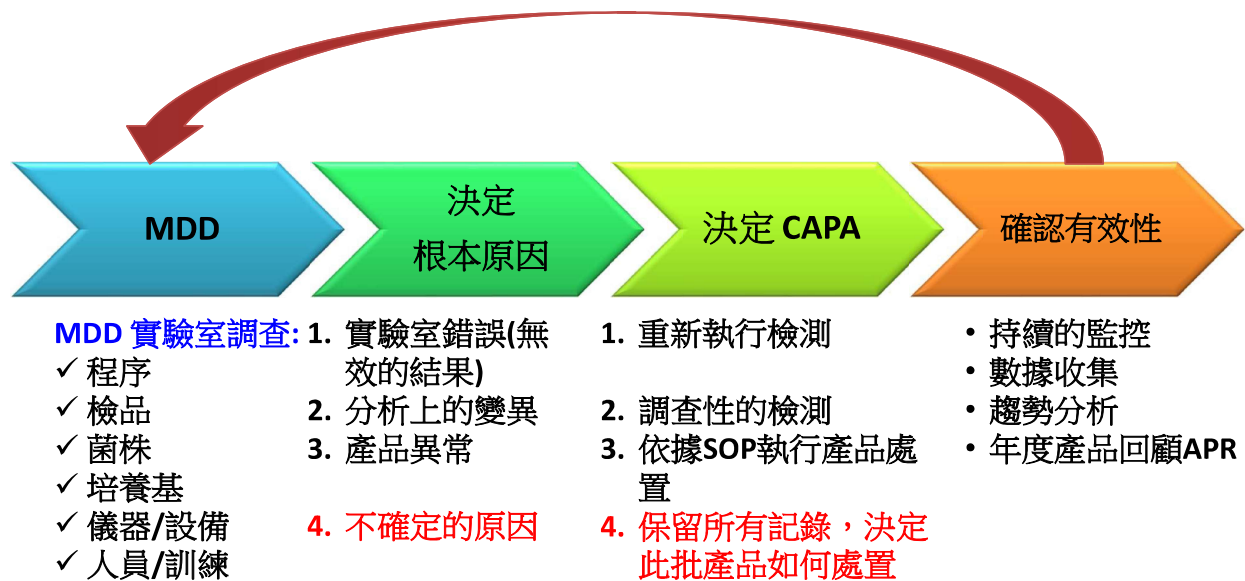 MDD
決定
根本原因
決定 CAPA
確認有效性
MDD 實驗室調查:
✓ 程序
✓ 檢品
✓ 菌株
✓ 培養基
✓ 儀器/設備
✓ 人員/訓練
1. 實驗室錯誤(無
效的結果)
2. 分析上的變異
3. 產品異常
4. 不確定的原因
1. 重新執行檢測
2. 調查性的檢測
3. 依據SOP執行產品處
置
4. 保留所有記錄，決定
此批產品如何處置
• 持續的監控
• 數據收集
• 趨勢分析
• 年度產品回顧APR